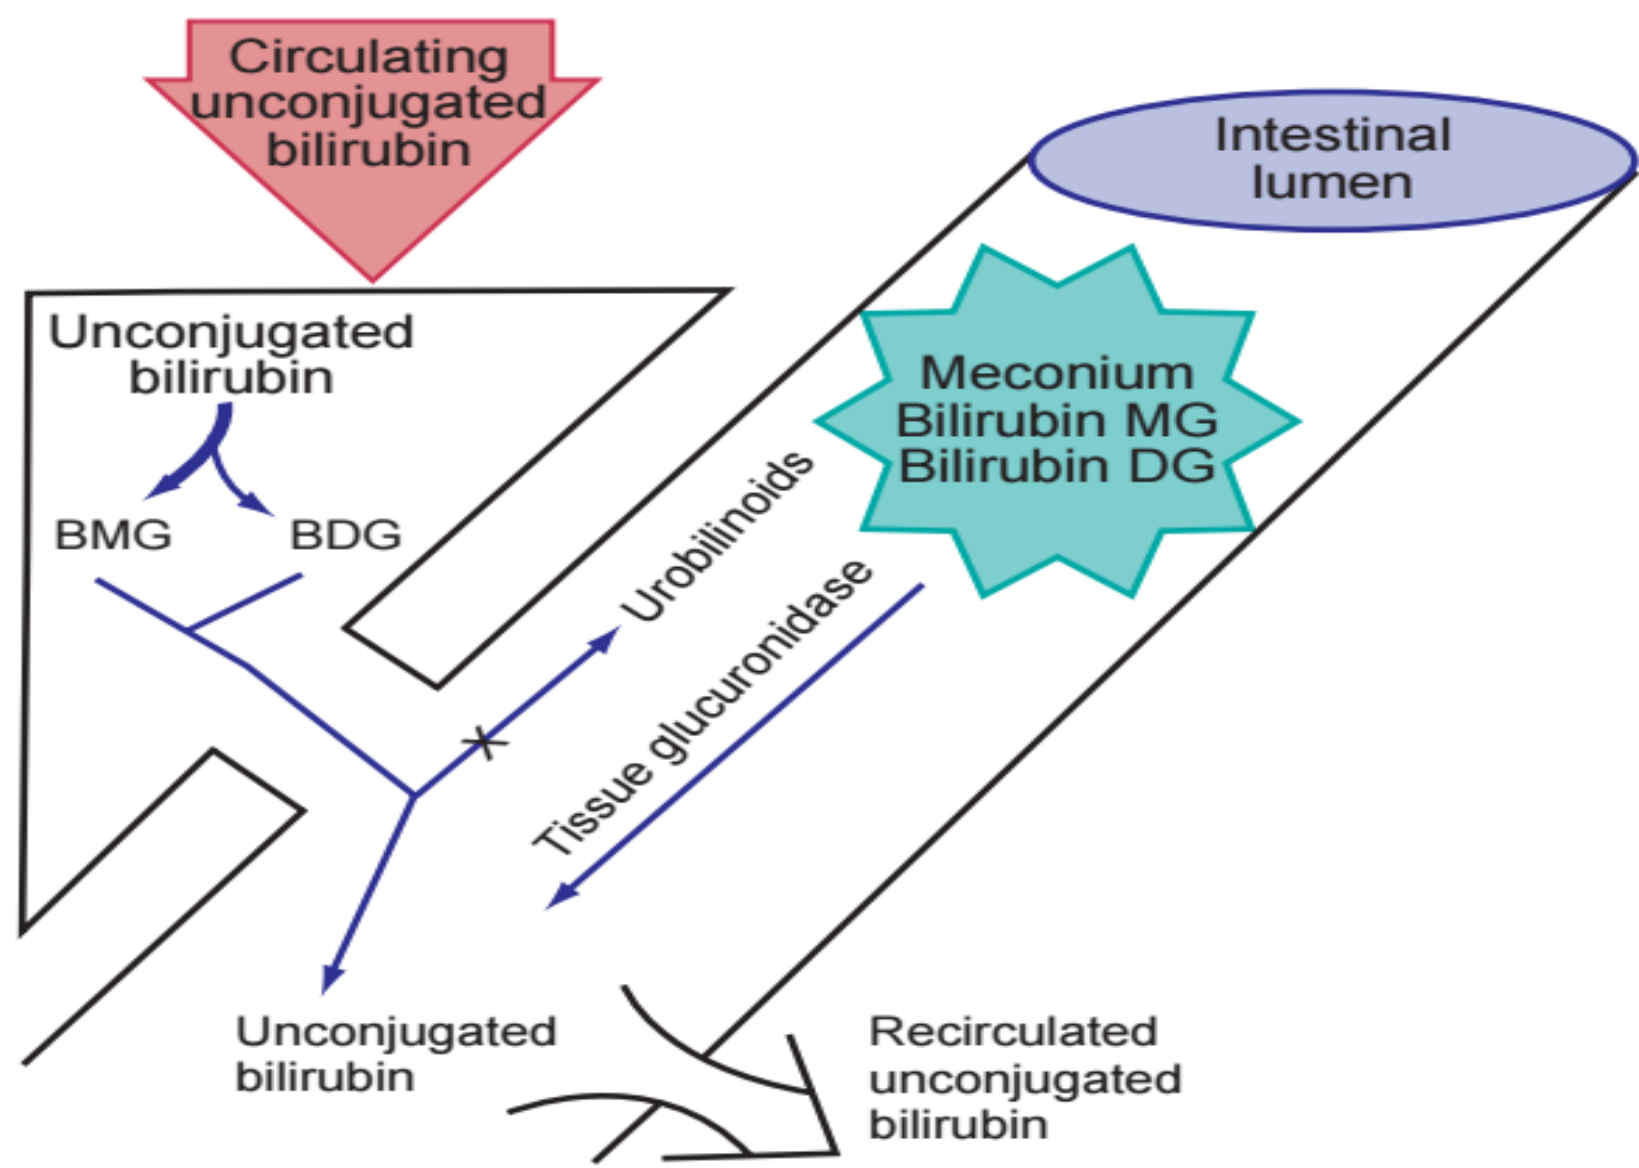 Circulating
unconjugated
bilirubin
Intestinal
lumen
Unconjugated
bilirubin
BMG
BDG
Meconium
Bilirubin MG
Bilirubin DG
Urobilinoids
X
Tissue glucuronidase
Unconjugated
bilirubin
Recirculated
unconjugated
bilirubin